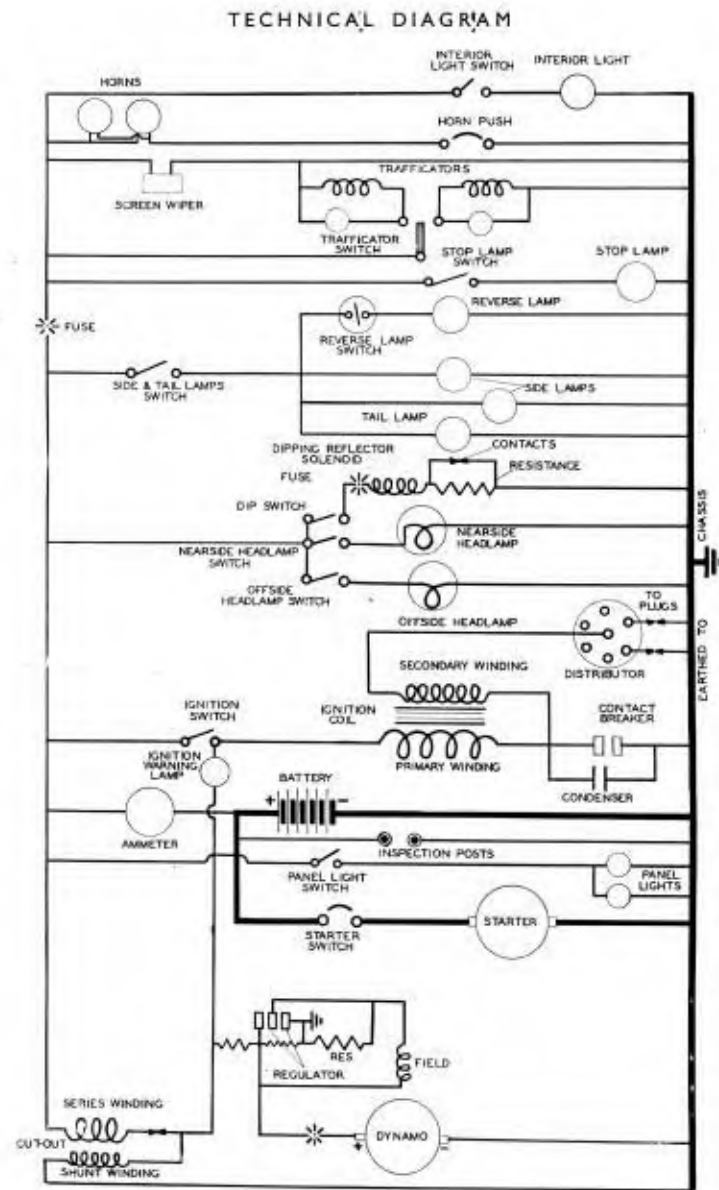 TECHNICAL DIAGRAM
INTERIOR
LIGHT SWITCH
INTERIOR LIGHT
HORNS
HORN PUSH
SCREEN WIPER
TRAFFICATORS
TRAFFICATOR
SWITCH
STOP LAMP
SWITCH
STOP LAMP
FUSE
REVERSE LAMP
REVERSE LAMP
SWITCH
SIDE & TAIL LAMPS
SWITCH
SIDE LAMPS
TAIL LAMP
DIPPING REFLECTOR
SOLENOID
CONTACTS
FUSE
RESISTANCE
DIP SWITCH
NEARSIDE HEADLAMP
SWITCH
NEARSIDE
HEADLAMP
OFFSIDE
HEADLAMP SWITCH
OFFSIDE HEADLAMP
EARTHED TO CHASSIS
TO
PLUGS
DISTRIBUTOR
SECONDARY WINDING
IGNITION
SWITCH
IGNITION
COIL
CONTACT
BREAKER
IGNITION
WARNING
LAMP
PRIMARY WINDING
CONDENSER
BATTERY
+
-
AMMETER
INSPECTION POSTS
PANEL LIGHT
SWITCH
PANEL
LIGHTS
STARTER
SWITCH
STARTER
RES
REGULATOR
FIELD
SERIES WINDING
CUT-OUT
SHUNT WINDING
DYNAMO
+
-